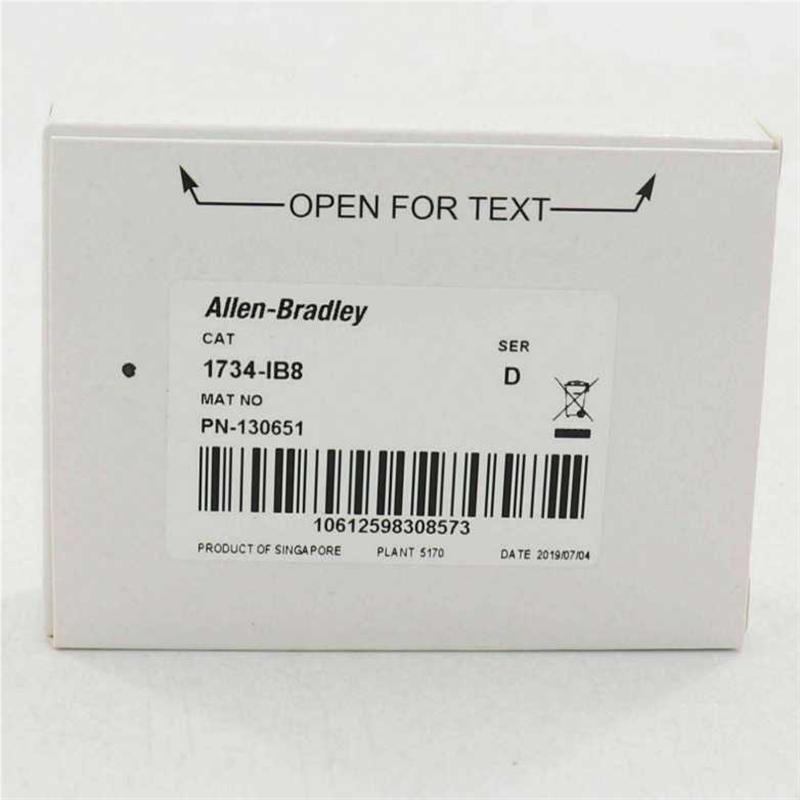 OPEN FOR TEXT
Allen-Bradley
CAT
SER
1734-IB8
D
MAT NO
PN-130651
10612598308573
PRODUCT OF SINGAPORE PLANT 5170 DATE 2019/07/04